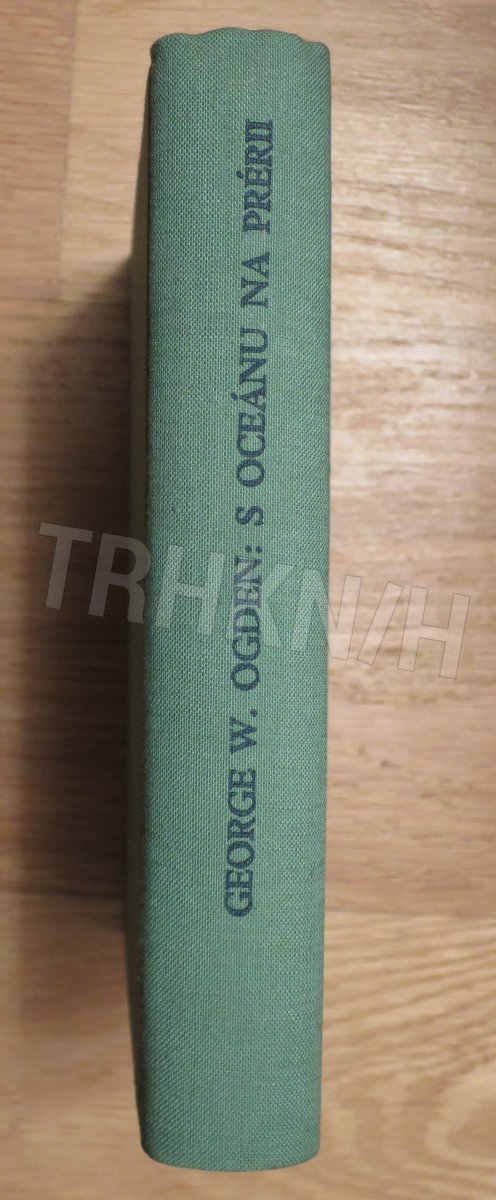 GEORGE W. OGDEN: S OCEÁNU NA PRÉRII
TRHKNIH